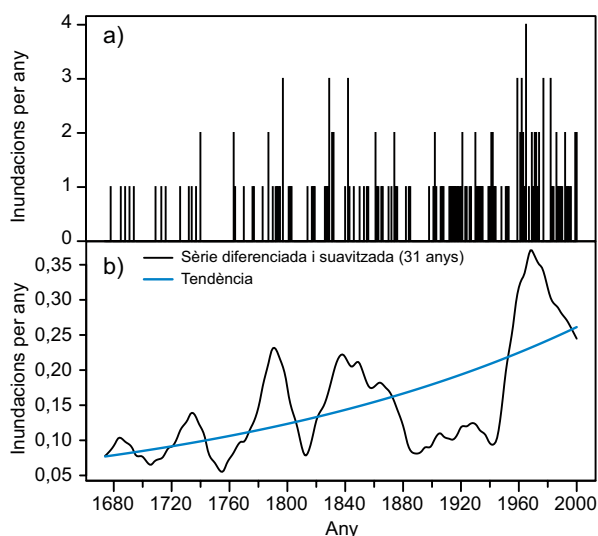 a)
Inundacions per any
4
3
2
1
0
b)
Sèrie diferenciada i suavitzada (31 anys)
Tendència
Inundacions per any
0,35
0,30
0,25
0,20
0,15
0,10
0,05
1680 1720 1760 1800 1840 1880 1920 1960 2000
Any